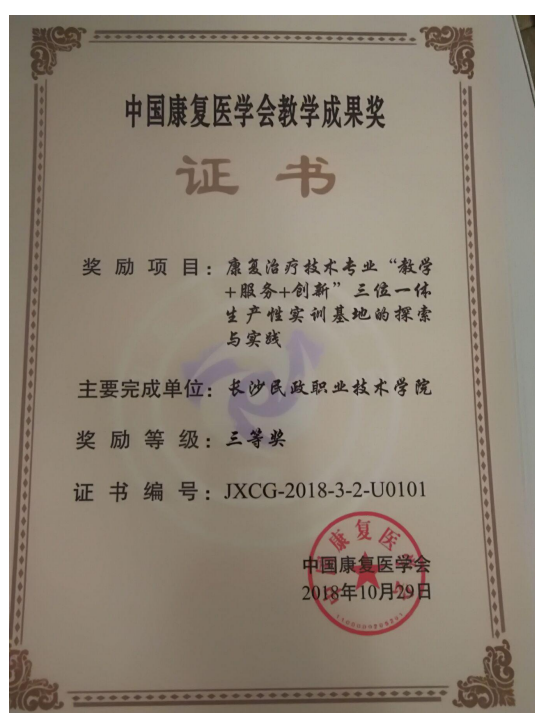 中国康复医学会教学成果奖
证书
奖励项目：康复治疗技术专业“教学
+服务+创新”三位一体
生产性实训基地的探索
与实践
主要完成单位：长沙民政职业技术学院
奖励等级：三等奖
证书编号：JXCG-2018-3-2-U0101
中国康复医学会
2018年10月29日